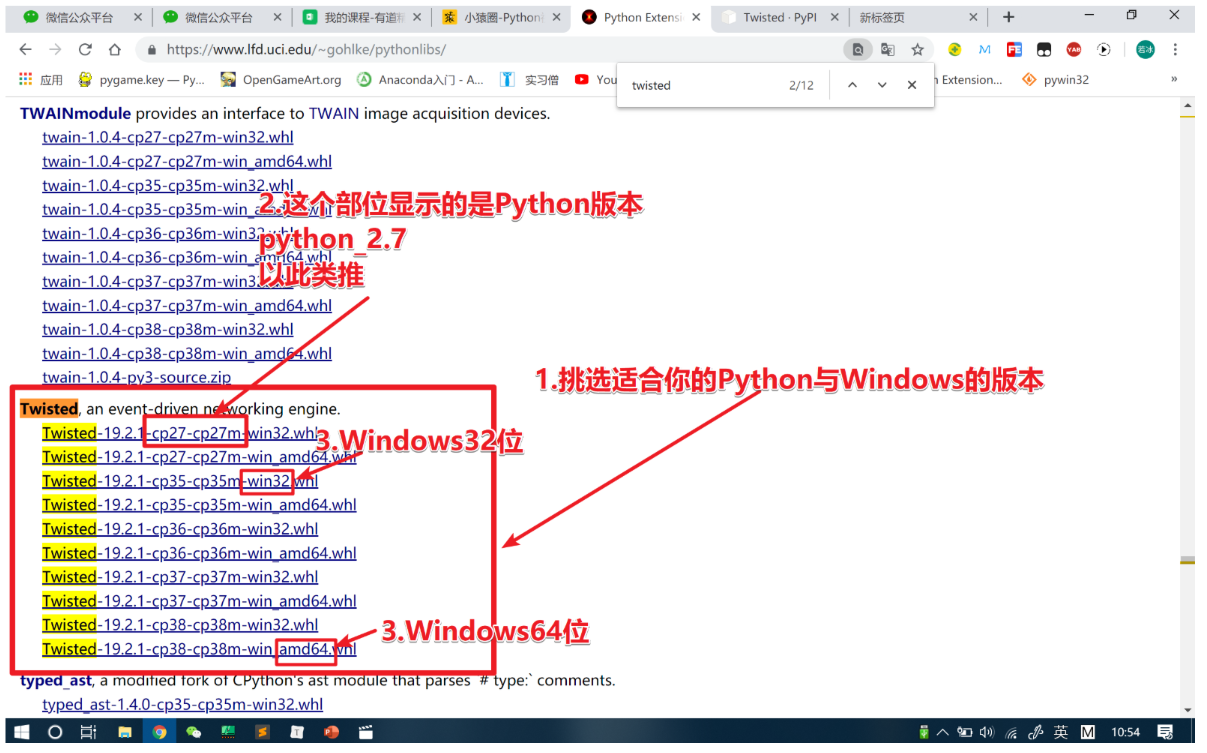 微信公众平台
微信公众平台
我的课程-有道精
小猿圈-Python
Python Extensi
Twisted · PyPI
新标签页
https://www.lfd.uci.edu/~gohlke/pythonlibs/
应用
pygame.key — Py...
OpenGameArt.org
Anaconda入门 - A...
实习僧
You
n Extension...
pywin32
»
twisted
2/12
TWAINmodule provides an interface to TWAIN image acquisition devices.
twain-1.0.4-cp27-cp27m-win32.whl
twain-1.0.4-cp27-cp27m-win_amd64.whl
twain-1.0.4-cp35-cp35m-win32.whl
twain-1.0.4-cp35-cp35m-win_amd64.whl
2.这个部位显示的是Python版本
twain-1.0.4-cp36-cp36m-win32.whl
python_2.7
twain-1.0.4-cp36-cp36m-win_amd64.whl
以此类推
twain-1.0.4-cp37-cp37m-win32.whl
twain-1.0.4-cp37-cp37m-win_amd64.whl
twain-1.0.4-cp38-cp38m-win32.whl
twain-1.0.4-cp38-cp38m-win_amd64.whl
twain-1.0.4-py3-source.zip
1.挑选适合你的Python与Windows的版本
Twisted, an event-driven networking engine.
Twisted-19.2.1-cp27-cp27m-win32.whl
3.Windows32位
Twisted-19.2.1-cp27-cp27m-win_amd64.whl
Twisted-19.2.1-cp35-cp35m-win32.whl
Twisted-19.2.1-cp35-cp35m-win_amd64.whl
Twisted-19.2.1-cp36-cp36m-win32.whl
Twisted-19.2.1-cp36-cp36m-win_amd64.whl
Twisted-19.2.1-cp37-cp37m-win32.whl
Twisted-19.2.1-cp37-cp37m-win_amd64.whl
Twisted-19.2.1-cp38-cp38m-win32.whl
3.Windows64位
Twisted-19.2.1-cp38-cp38m-win_amd64.whl
typed_ast, a modified fork of CPython's ast module that parses `# type:` comments.
typed_ast-1.4.0-cp35-cp35m-win32.whl
英
M
10:54